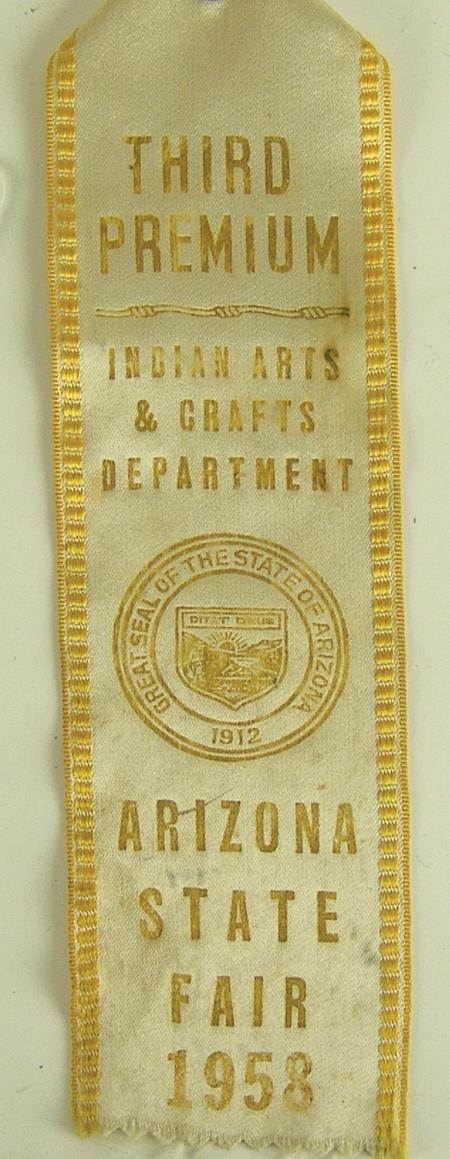 THIRD
PREMIUM
INDIAN ARTS
& CRAFTS
DEPARTMENT
GREAT SEAL OF THE STATE OF ARIZONA
DITAT DEUS
1912
ARIZONA
STATE
FAIR
1958